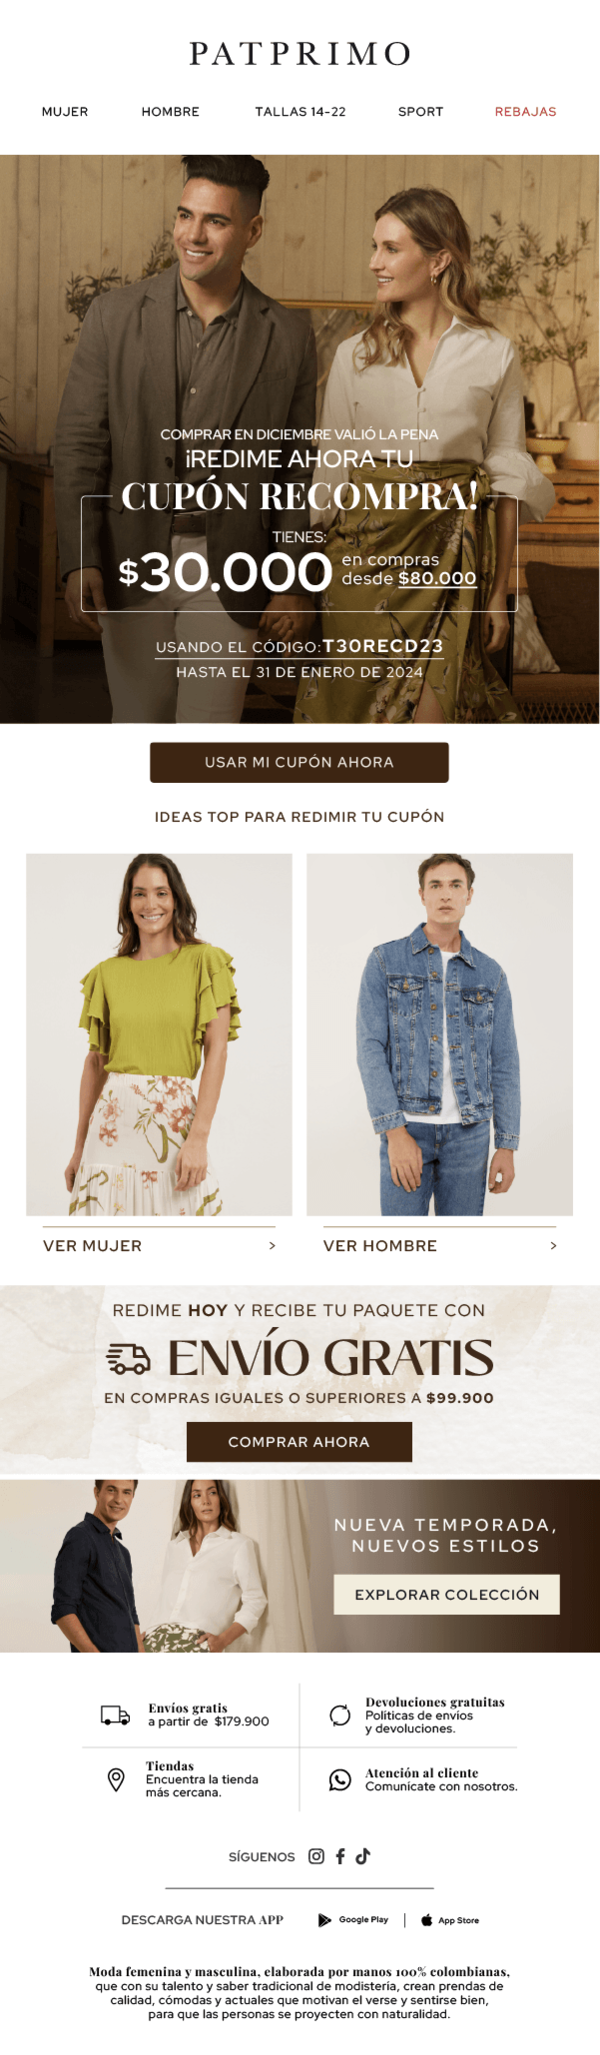 PATPRIMO
MUJER HOMBRE TALLAS 14-22 SPORT REBAJAS
COMPRAR EN DICIEMBRE VALIÓ LA PENA
¡REDIME AHORA TU
CUPÓN RECOMPRA!
TIENES:
$30.000 en compras
desde $80.000
USANDO EL CÓDIGO:T30RECD23
HASTA EL 31 DE ENERO DE 2024
USAR MI CUPÓN AHORA
IDEAS TOP PARA REDIMIR TU CUPÓN
VER MUJER >
VER HOMBRE >
REDIME HOY Y RECIBE TU PAQUETE CON
ENVÍO GRATIS
EN COMPRAS IGUALES O SUPERIORES A $99.900
COMPRAR AHORA
NUEVA TEMPORADA,
NUEVOS ESTILOS
EXPLORAR COLECCIÓN
Envíos gratis
a partir de $179.900
Devoluciones gratuitas
Políticas de envíos
y devoluciones.
Tiendas
Encuentra la tienda
más cercana.
Atención al cliente
Comunícate con nosotros.
SÍGUENOS
DESCARGA NUESTRA APP Google Play | App Store
Moda femenina y masculina, elaborada por manos 100% colombianas,
que con su talento y saber tradicional de modistería, crean prendas de
calidad, cómodas y actuales que motivan el verse y sentirse bien,
para que las personas se proyecten con naturalidad.